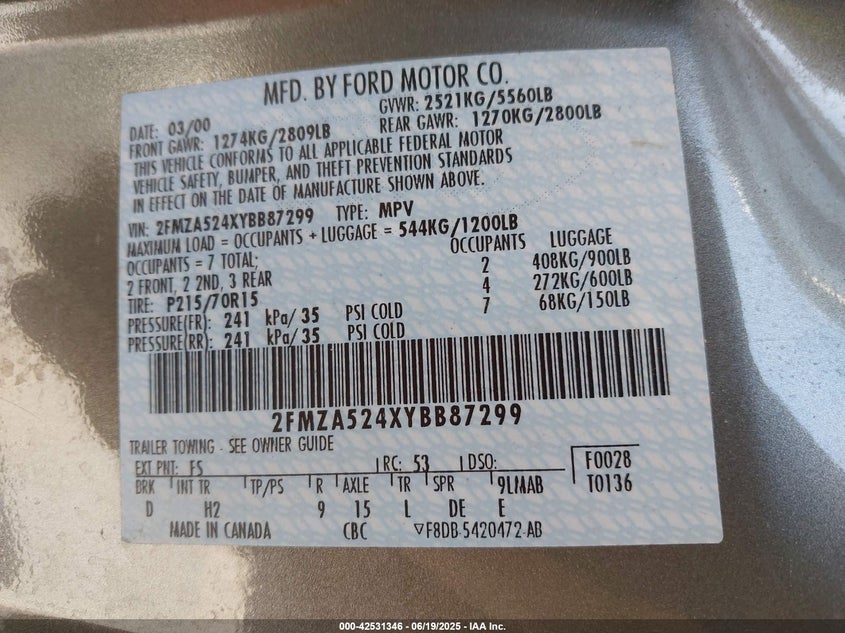 MFD. BY FORD MOTOR CO.
DATE: 03/00 GVWR: 2521KG/5560LB
FRONT GAWR: 1274KG/2809LB REAR GAWR: 1270KG/2800LB
THIS VEHICLE CONFORMS TO ALL APPLICABLE FEDERAL MOTOR
VEHICLE SAFETY, BUMPER, AND THEFT PREVENTION STANDARDS
IN EFFECT ON THE DATE OF MANUFACTURE SHOWN ABOVE.
VIN: 2FMZA524XYBB87299 TYPE: MPV
MAXIMUM LOAD = OCCUPANTS + LUGGAGE = 544KG/1200LB
OCCUPANTS = 7 TOTAL; OCCUPANTS LUGGAGE
2 FRONT, 2 2ND, 3 REAR 2 408KG/900LB
TIRE: P215/70R15 4 272KG/600LB
PRESSURE(FR): 241 kPa/ 35 PSI COLD 7 68KG/150LB
PRESSURE(RR): 241 kPa/ 35 PSI COLD
2FMZA524XYBB87299
TRAILER TOWING - SEE OWNER GUIDE
EXT PNT: FS RC: 53 DSO: F0028
BRK INT TR TP/PS R AXLE TR SPR 9LMAB T0136
D H2 9 15 L DE E
MADE IN CANADA CBC ▽F8DB-5420472-AB
000-42531346 - 06/19/2025 - IAA Inc.